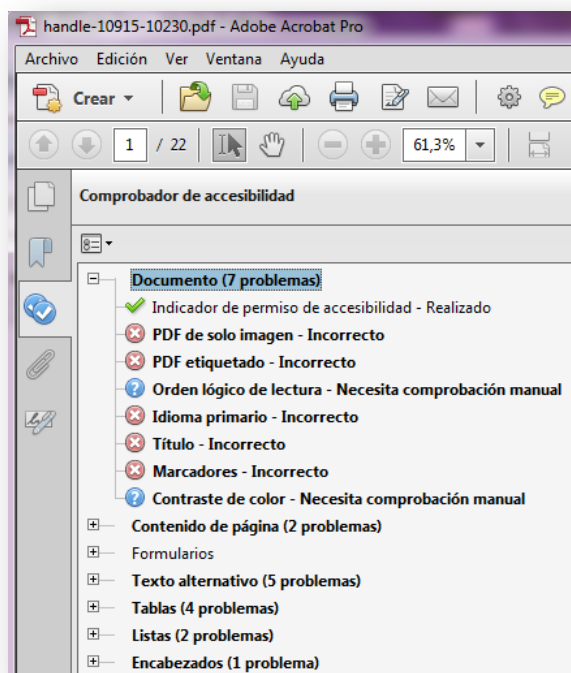 handle-10915-10230.pdf - Adobe Acrobat Pro
Archivo Edición Ver Ventana Ayuda
Crear
1 / 22 61,3%
Comprobador de accesibilidad
Documento (7 problemas)
Indicador de permiso de accesibilidad - Realizado
PDF de solo imagen - Incorrecto
PDF etiquetado - Incorrecto
Orden lógico de lectura - Necesita comprobación manual
Idioma primario - Incorrecto
Título - Incorrecto
Marcadores - Incorrecto
Contraste de color - Necesita comprobación manual
Contenido de página (2 problemas)
Formularios
Texto alternativo (5 problemas)
Tablas (4 problemas)
Listas (2 problemas)
Encabezados (1 problema)